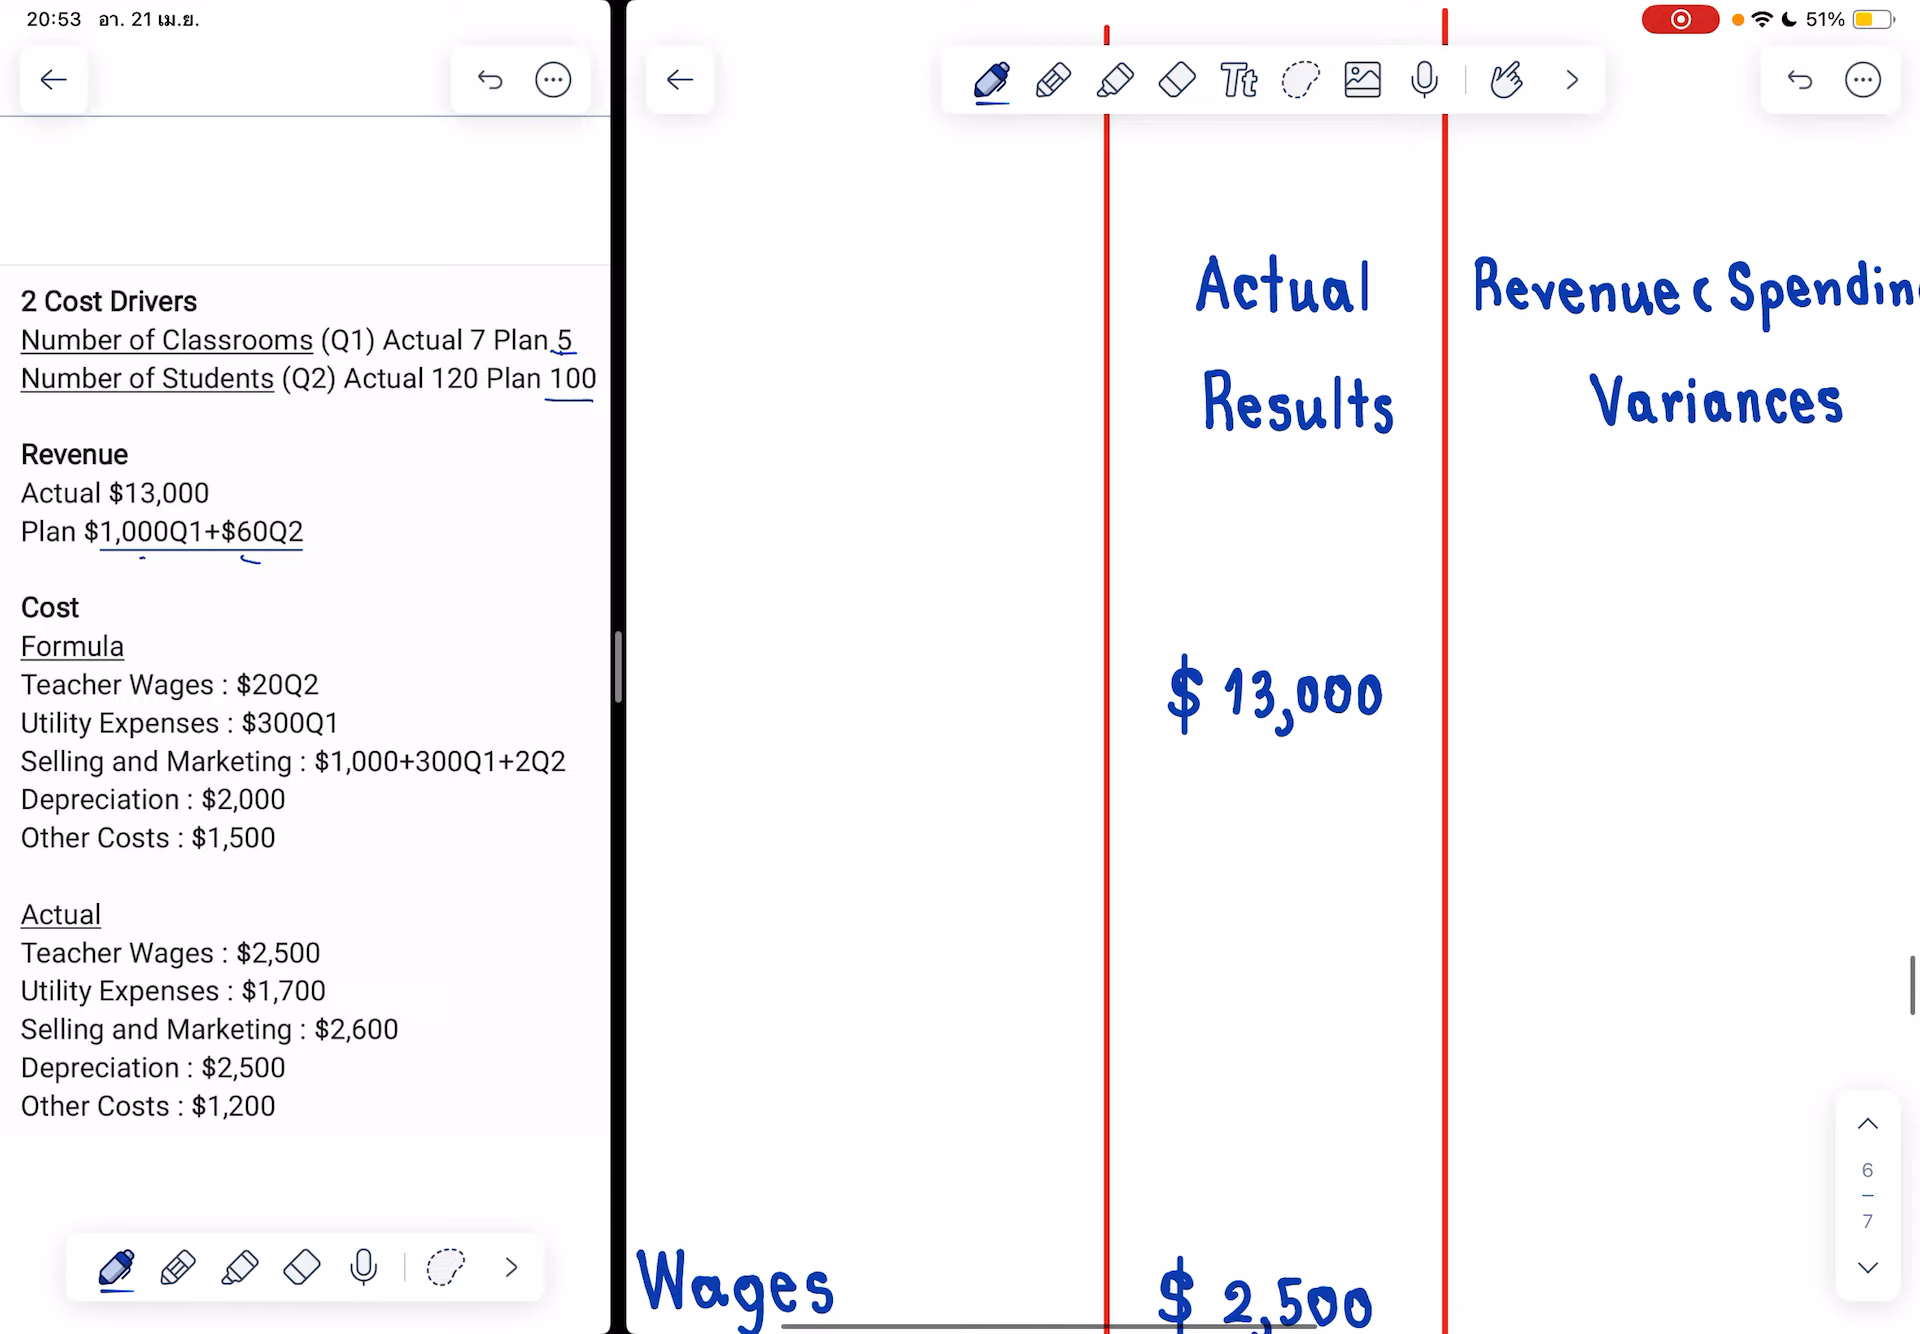 20:53 อา. 21 เม.ย.
51%
2 Cost Drivers
Number of Classrooms (Q1) Actual 7 Plan 5
Number of Students (Q2) Actual 120 Plan 100
Revenue
Actual $13,000
Plan $1,000Q1+$60Q2
Cost
Formula
Teacher Wages : $20Q2
Utility Expenses : $300Q1
Selling and Marketing : $1,000+300Q1+2Q2
Depreciation : $2,000
Other Costs : $1,500
Actual
Teacher Wages : $2,500
Utility Expenses : $1,700
Selling and Marketing : $2,600
Depreciation : $2,500
Other Costs : $1,200
Tt
Actual
Results
Revenue ( Spending
Variances
$ 13,000
Wages
$ 2,500
6
7